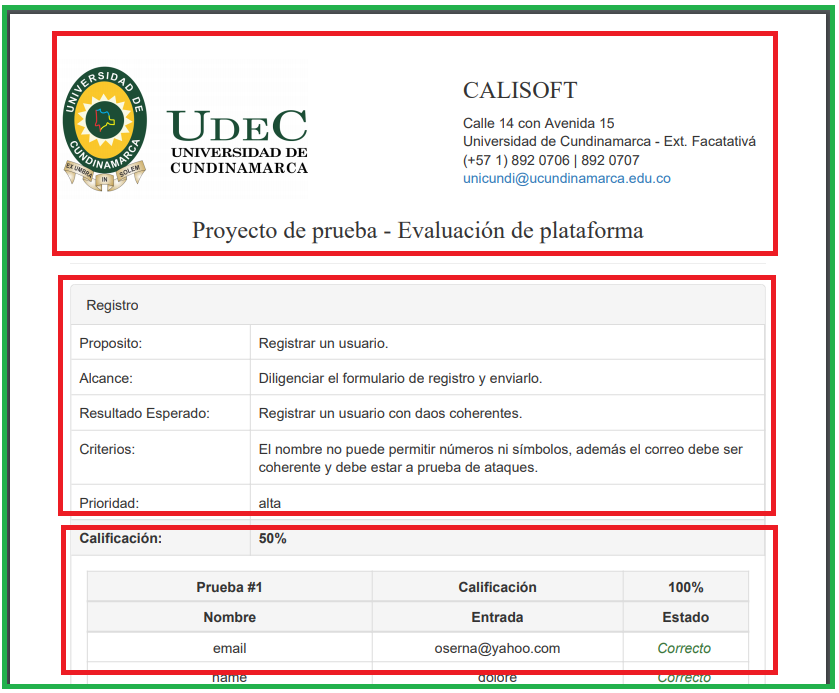 UNIVERSIDAD DE
CUNDINAMARCA
EX UMBRA IN SOLEM
UDEC
UNIVERSIDAD DE
CUNDINAMARCA
CALISOFT
Calle 14 con Avenida 15
Universidad de Cundinamarca - Ext. Facatativá
(+57 1) 892 0706 | 892 0707
unicundi@ucundinamarca.edu.co
Proyecto de prueba - Evaluación de plataforma
Registro
Proposito: Registrar un usuario.
Alcance: Diligenciar el formulario de registro y enviarlo.
Resultado Esperado: Registrar un usuario con daos coherentes.
Criterios: El nombre no puede permitir números ni símbolos, además el correo debe ser
coherente y debe estar a prueba de ataques.
Prioridad: alta
Calificación: 50%
Prueba #1 Calificación 100%
Nombre Entrada Estado
email oserna@yahoo.com Correcto
name dolore Correcto